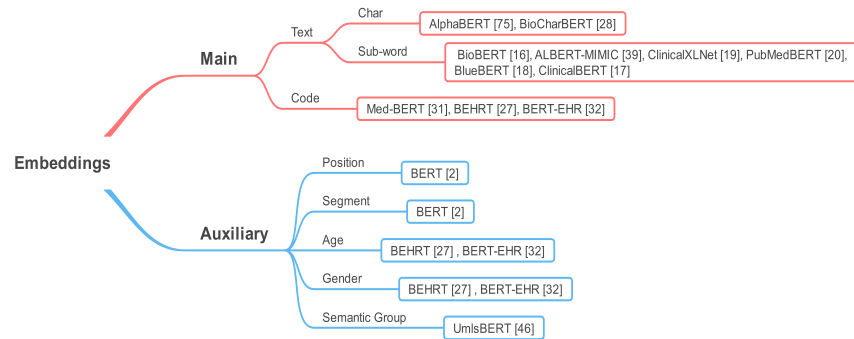 Char
AlphaBERT [75], BioCharBERT [28]
Text
Sub-word
BioBERT [16], ALBERT-MIMIC [39], ClinicalXLNet [19], PubMedBERT [20],
BlueBERT [18], ClinicalBERT [17]
Main
Code
Med-BERT [31], BEHRT [27], BERT-EHR [32]
Embeddings
Position
BERT [2]
Segment
BERT [2]
Auxiliary
Age
BEHRT [27] , BERT-EHR [32]
Gender
BEHRT [27] , BERT-EHR [32]
Semantic Group
UmlsBERT [46]